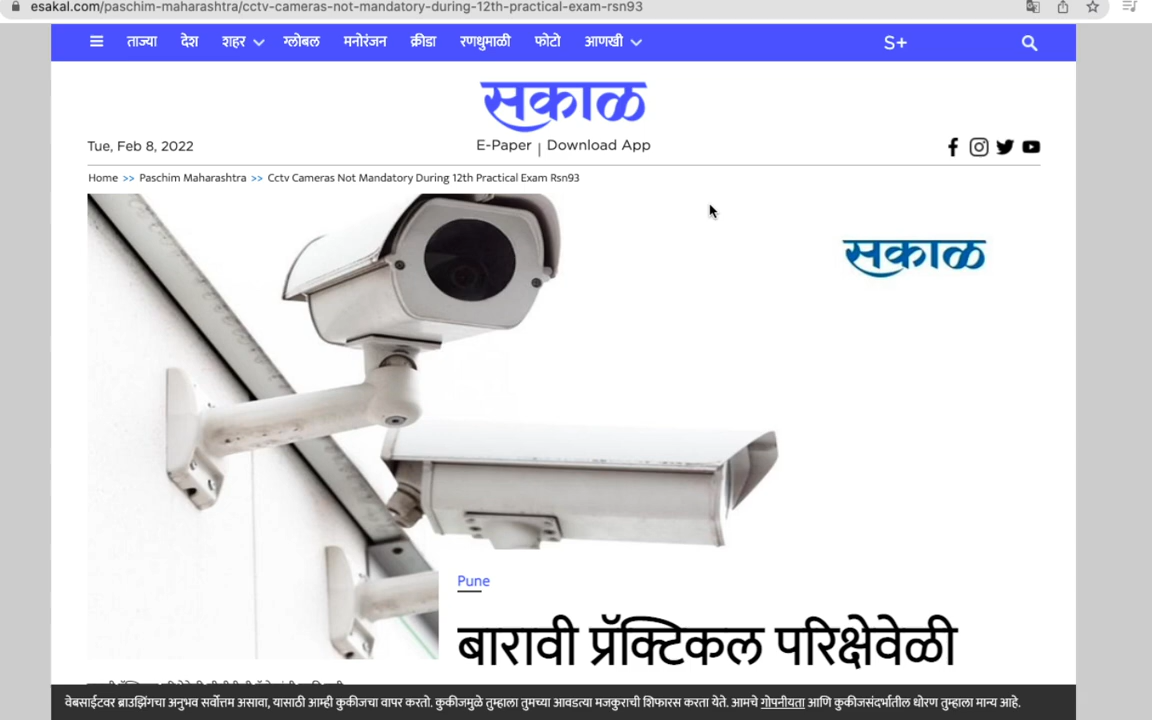 esakal.com/paschim-maharashtra/cctv-cameras-not-mandatory-during-12th-practical-exam-rsn93
ताज्या देश शहर ग्लोबल मनोरंजन क्रीडा रणधुमाळी फोटो आणखी S+
सकाळ
Tue, Feb 8, 2022 E-Paper | Download App
Home >> Paschim Maharashtra >> Cctv Cameras Not Mandatory During 12th Practical Exam Rsn93
सकाळ
Pune
बारावी प्रॅक्टिकल परिक्षेवेळी
वेबसाईटवर ब्राउझिंगचा अनुभव सर्वोत्तम असावा, यासाठी आम्ही कुकीजचा वापर करतो. कुकीजमुळे तुम्हाला तुमच्या आवडत्या मजकुराची शिफारस करता येते. आमचे गोपनीयता आणि कुकीजसंदर्भातील धोरण तुम्हाला मान्य आहे.